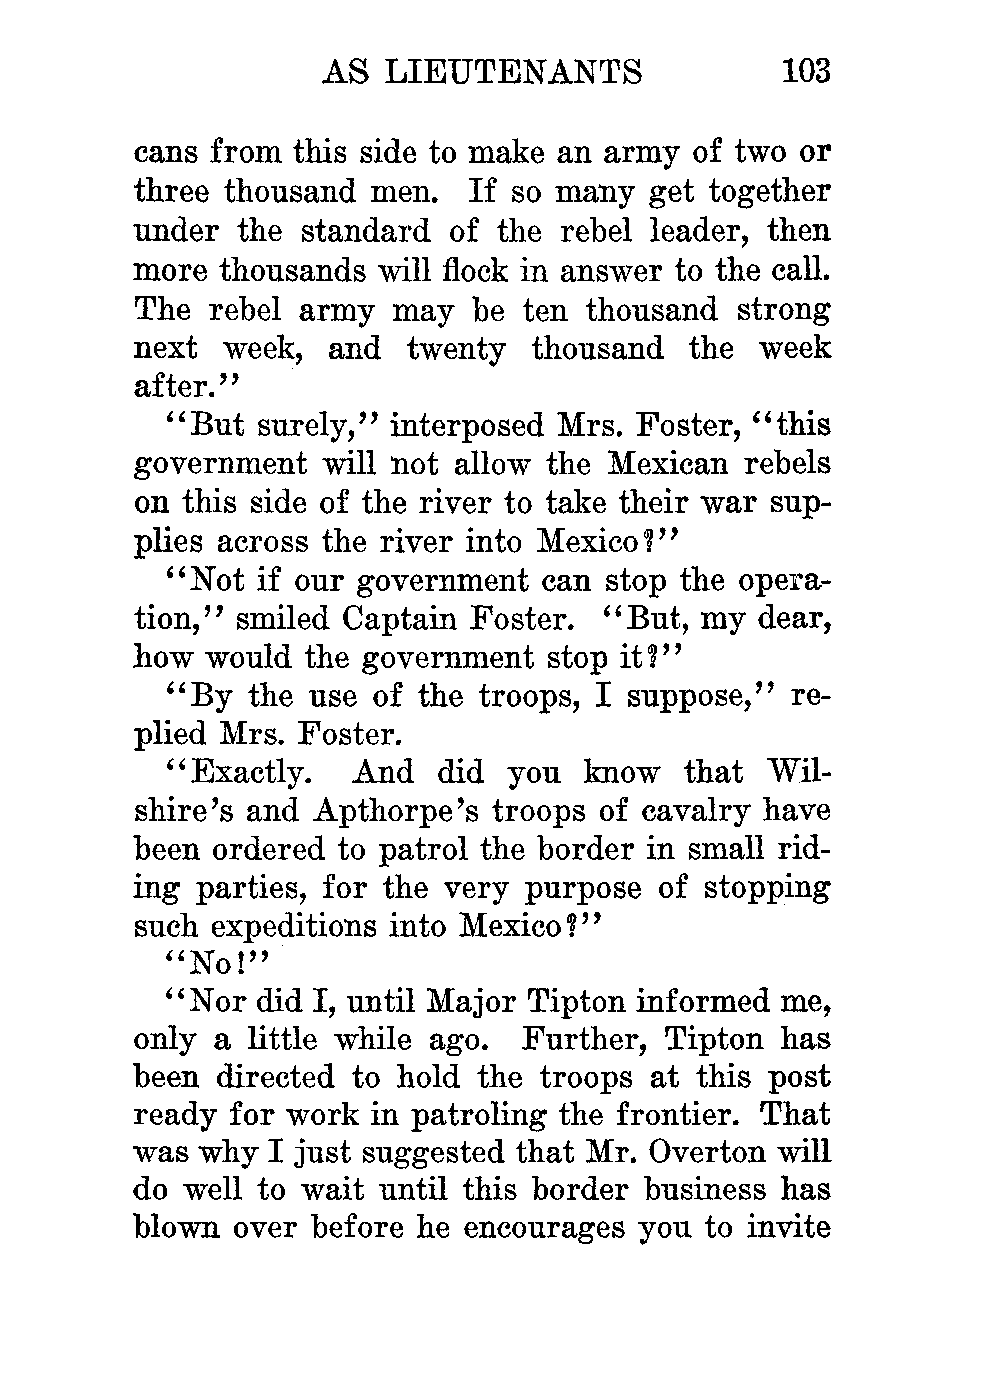 AS LIEUTENANTS 103
cans from this side to make an army of two or
three thousand men. If so many get together
under the standard of the rebel leader, then
more thousands will flock in answer to the call.
The rebel army may be ten thousand strong
next week, and twenty thousand the week
after."
"But surely," interposed Mrs. Foster, "this
government will not allow the Mexican rebels
on this side of the river to take their war sup-
plies across the river into Mexico?"
"Not if our government can stop the opera-
tion," smiled Captain Foster. "But, my dear,
how would the government stop it?"
"By the use of the troops, I suppose," re-
plied Mrs. Foster.
"Exactly. And did you know that Wil-
shire's and Apthorpe's troops of cavalry have
been ordered to patrol the border in small rid-
ing parties, for the very purpose of stopping
such expeditions into Mexico?"
"No!"
"Nor did I, until Major Tipton informed me,
only a little while ago. Further, Tipton has
been directed to hold the troops at this post
ready for work in patroling the frontier. That
was why I just suggested that Mr. Overton will
do well to wait until this border business has
blown over before he encourages you to invite